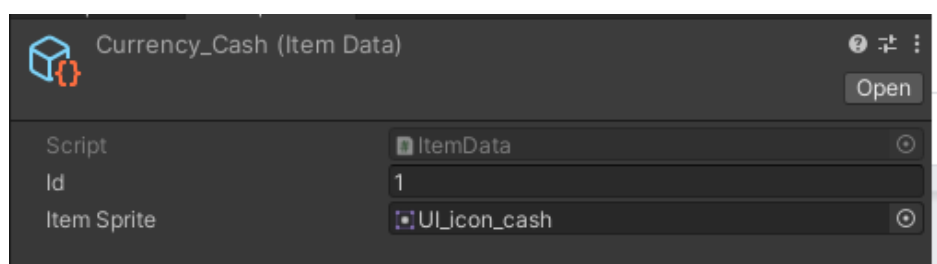 Currency_Cash (Item Data)
Open
Script ItemData
Id 1
Item Sprite UI_icon_cash